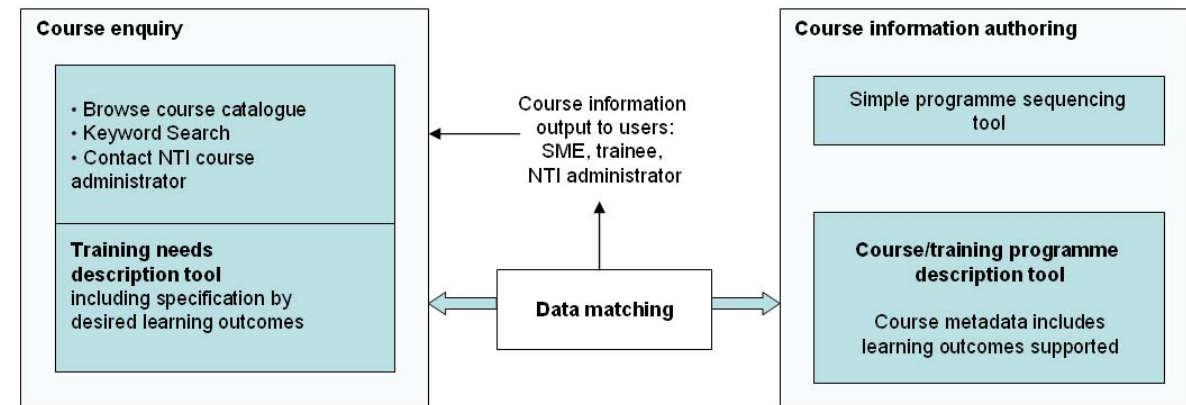 Course enquiry
• Browse course catalogue
• Keyword Search
• Contact NTI course
administrator
Training needs
description tool
including specification by
desired learning outcomes
Course information
output to users:
SME, trainee,
NTI administrator
Data matching
Course information authoring
Simple programme sequencing
tool
Course/training programme
description tool
Course metadata includes
learning outcomes supported